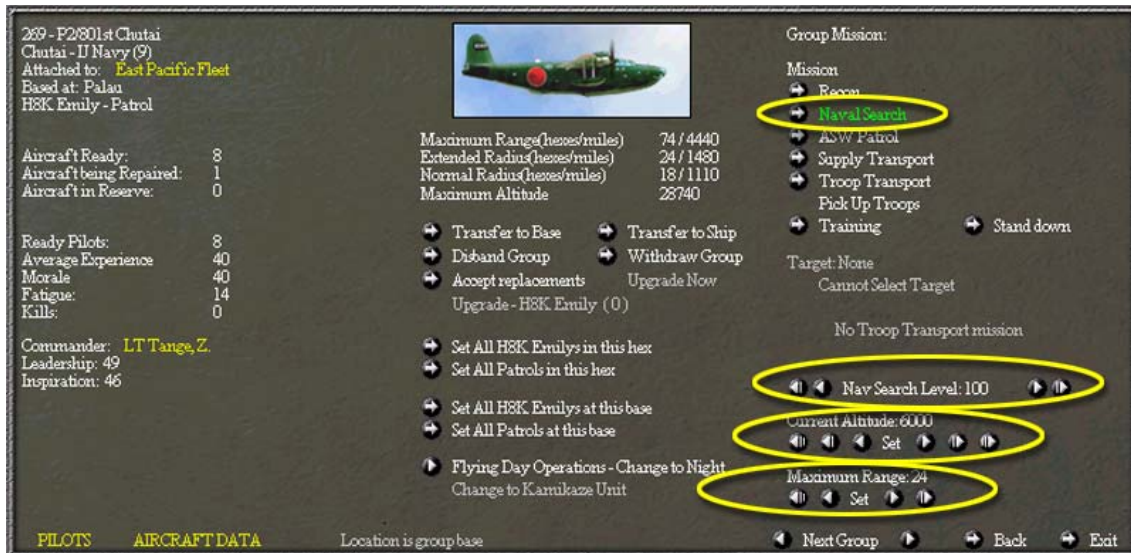 269 - P2/801st Chutai
Chutai - IJ Navy (9)
Attached to: East Pacific Fleet
Based at: Palau
H8K Emily - Patrol
Aircraft Ready: 8
Aircraft being Repaired: 1
Aircraft in Reserve: 0
Ready Pilots: 8
Average Experience 40
Morale 40
Fatigue: 14
Kills: 0
Commander: LT Tange, Z.
Leadership: 49
Inspiration: 46
PILOTS AIRCRAFT DATA
Maximum Range(hexes/miles) 74 / 4440
Extended Radius(hexes/miles) 24 / 1480
Normal Radius(hexes/miles) 18 / 1110
Maximum Altitude 28740
Transfer to Base Transfer to Ship
Disband Group Withdraw Group
Accept replacements Upgrade Now
Upgrade - H8K Emily (0)
Set All H8K Emilys in this hex
Set All Patrols in this hex
Set All H8K Emilys at this base
Set All Patrols at this base
Flying Day Operations - Change to Night
Change to Kamikaze Unit
Location is group base
Group Mission:
Mission
Recon
Naval Search
ASW Patrol
Supply Transport
Troop Transport
Pick Up Troops
Training Stand down
Target: None
Cannot Select Target
No Troop Transport mission
Nav Search Level: 100
Current Altitude: 6000
Set
Maximum Range: 24
Set
Next Group Back Exit